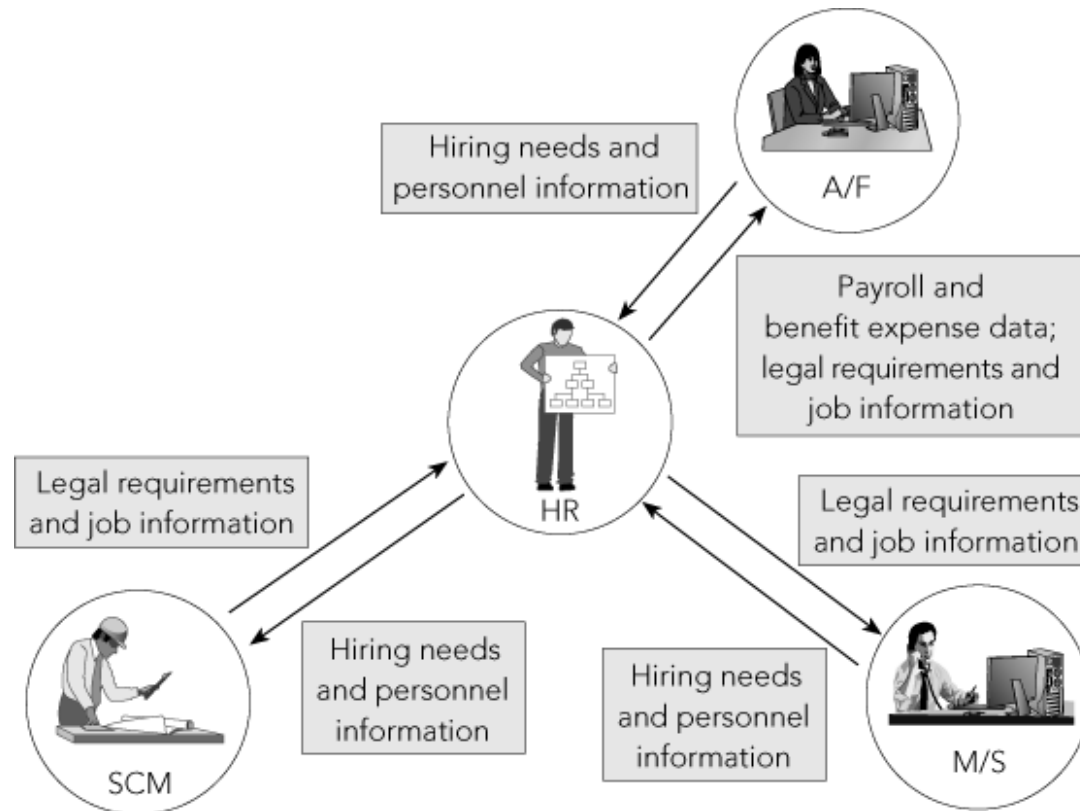 Hiring needs and
personnel information
A/F
Payroll and
benefit expense data;
legal requirements and
job information
HR
Legal requirements
and job information
Legal requirements
and job information
Hiring needs
and personnel
information
Hiring needs
and personnel
information
SCM
M/S